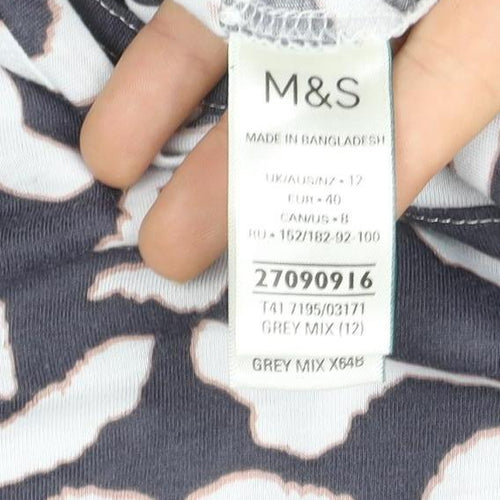 M&S
MADE IN BANGLADESH
UK/AUS/NZ • 12
EUR • 40
CAN/US • 8
RU • 152/182-92-100
27090916
T41 7195/03171
GREY MIX (12)
GREY MIX X64B